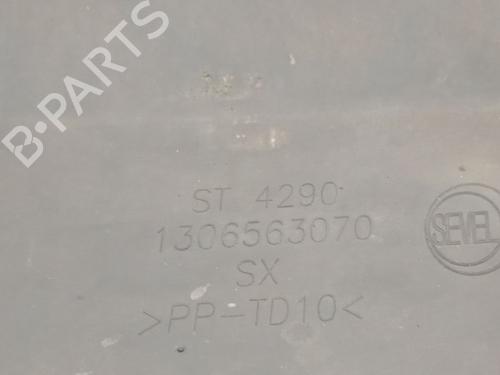 B-PARTS
ST 4290
1306563070
SEVEL
SX
>PP-TD10<